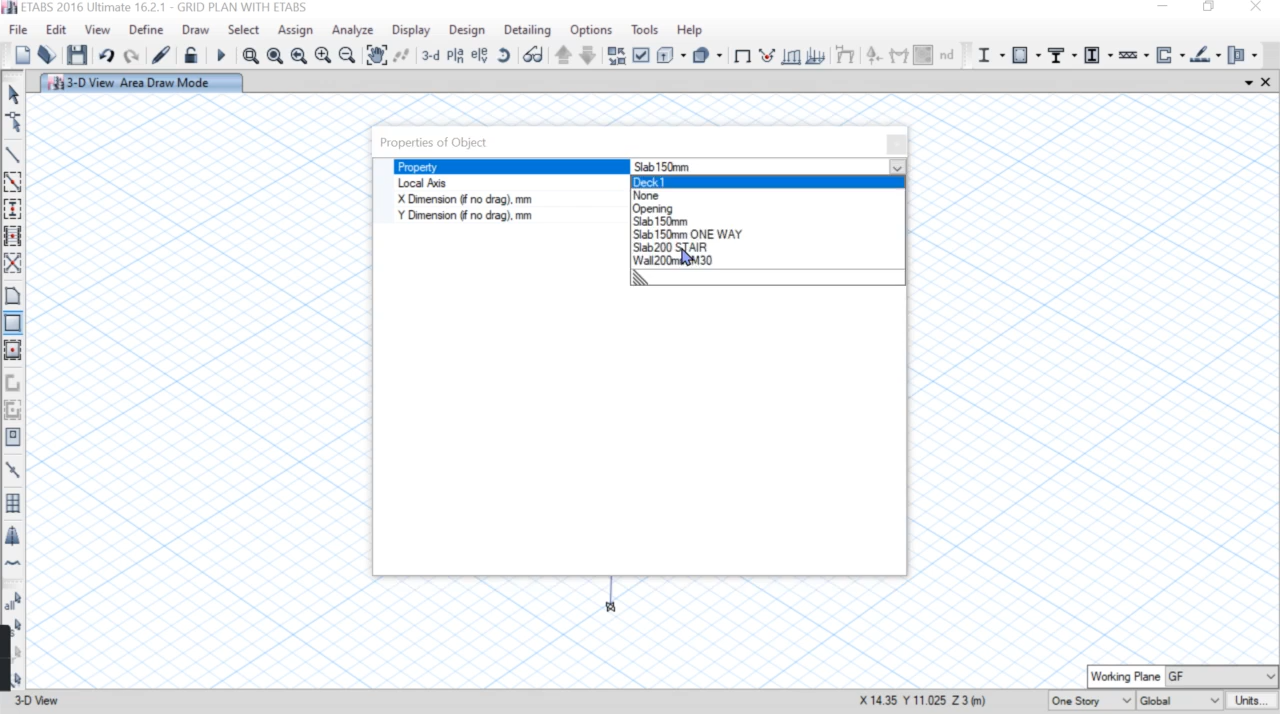 ETABS 2016 Ultimate 16.2.1 - GRID PLAN WITH ETABS
File Edit View Define Draw Select Assign Analyze Display Design Detailing Options Tools Help
3-d plà elè nd
3-D View Area Draw Mode
Properties of Object
Property Slab150mm
Local Axis
X Dimension (if no drag), mm
Y Dimension (if no drag), mm
Deck1
None
Opening
Slab150mm
Slab150mm ONE WAY
Slab200 STAIR
M30
all
Working Plane GF
3-D View X 14.35 Y 11.025 Z 3 (m) One Story Global Units...